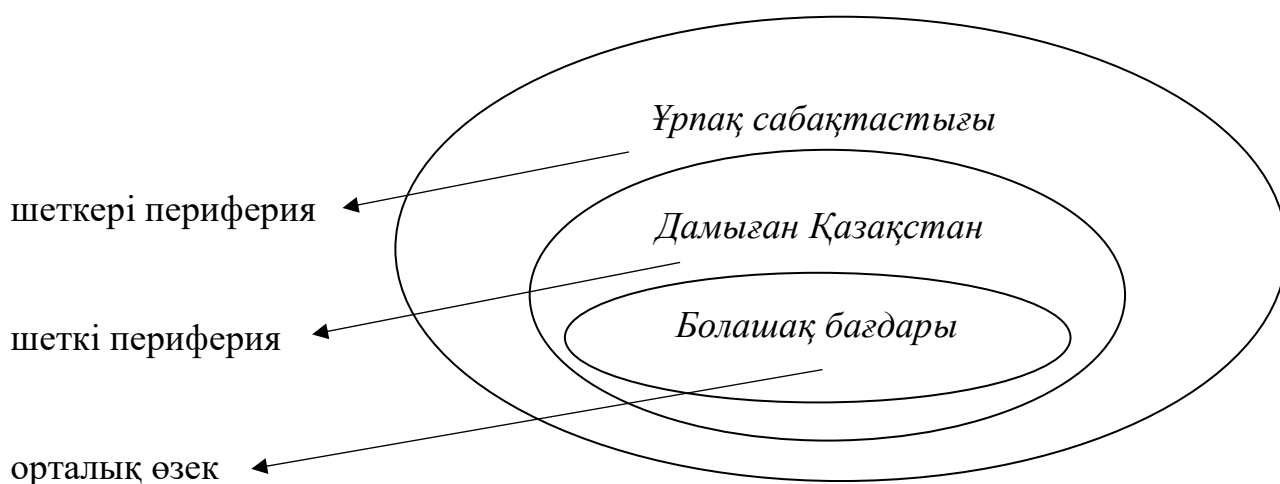 Ұрпақ сабақтастығы
шеткері периферия
Дамыған Қазақстан
Болашақ бағдары
шеткі периферия
орталық өзек